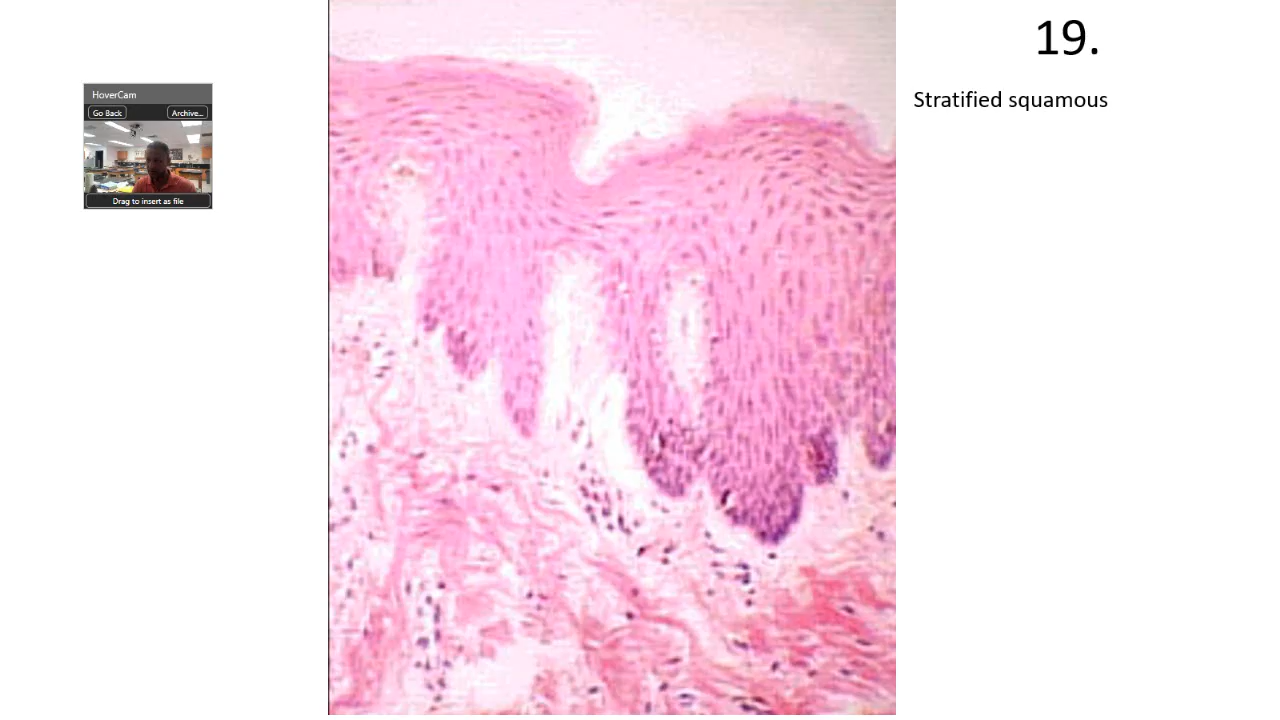 19.
HoverCam
Go Back
Archive...
Stratified squamous
Drag to insert as file